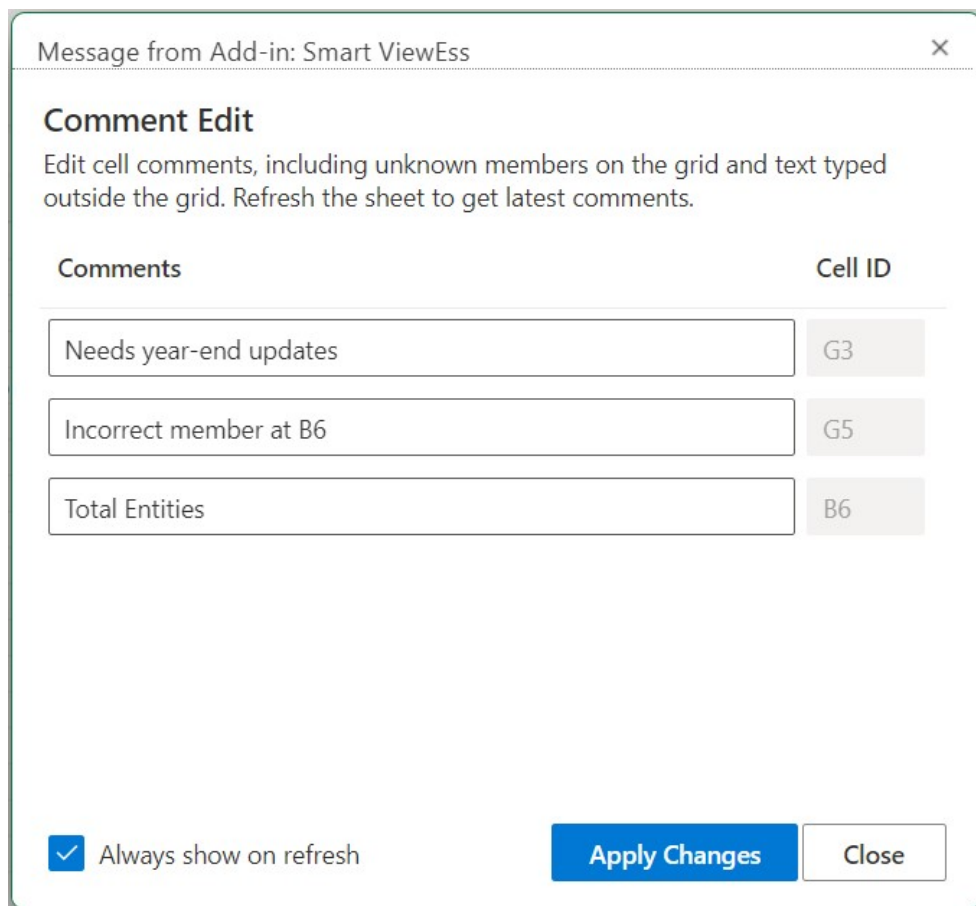 Message from Add-in: Smart ViewEss
Comment Edit
Edit cell comments, including unknown members on the grid and text typed
outside the grid. Refresh the sheet to get latest comments.
Comments Cell ID
Needs year-end updates G3
Incorrect member at B6 G5
Total Entities B6
Always show on refresh Apply Changes Close